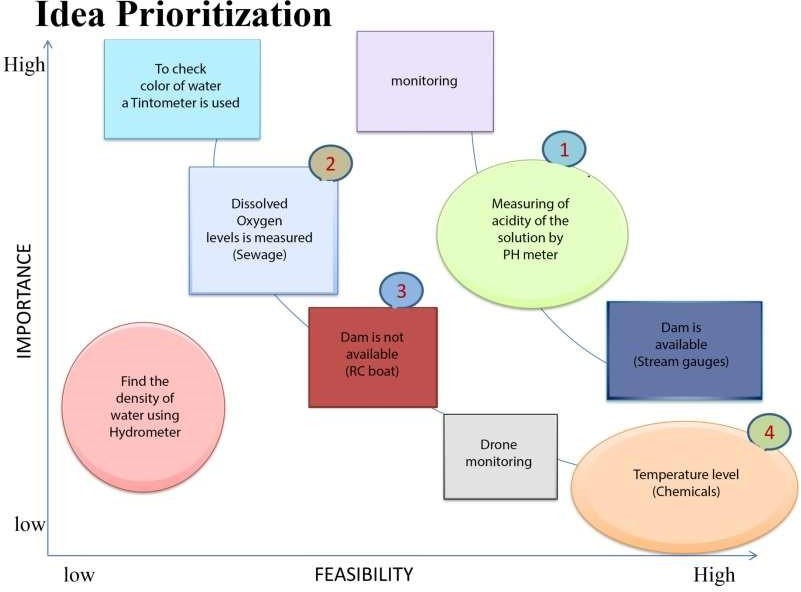 Idea Prioritization
High
To check
color of water
a Tintometer is used
monitoring
1
2
Dissolved
Oxygen
levels is measured
(Sewage)
Measuring of
acidity of the
solution by
PH meter
IMPORTANCE
3
Dam is not
available
(RC boat)
Dam is
available
(Stream gauges)
Find the
density of
water using
Hydrometer
Drone
monitoring
4
Temperature level
(Chemicals)
low
low
FEASIBILITY
High